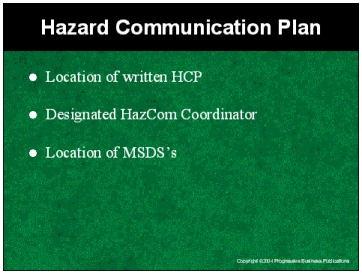 Hazard Communication Plan
Location of written HCP
Designated HazCom Coordinator
Location of MSDS's
Copyright ©2004 Progressive Business Publications